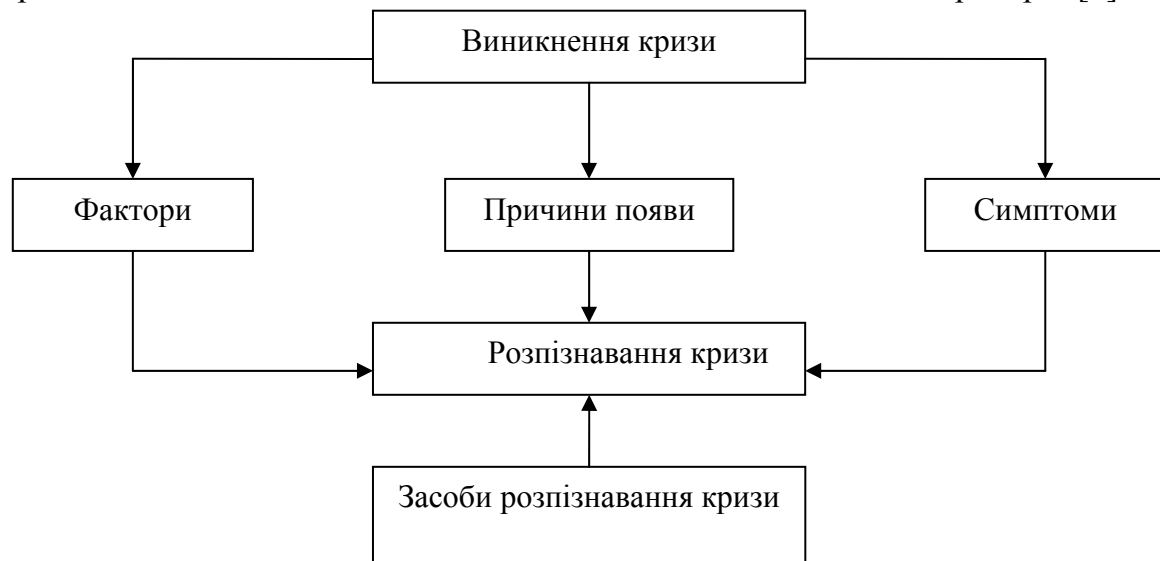 Виникнення кризи
Фактори
Причини появи
Симптоми
Розпізнавання кризи
Засоби розпізнавання кризи